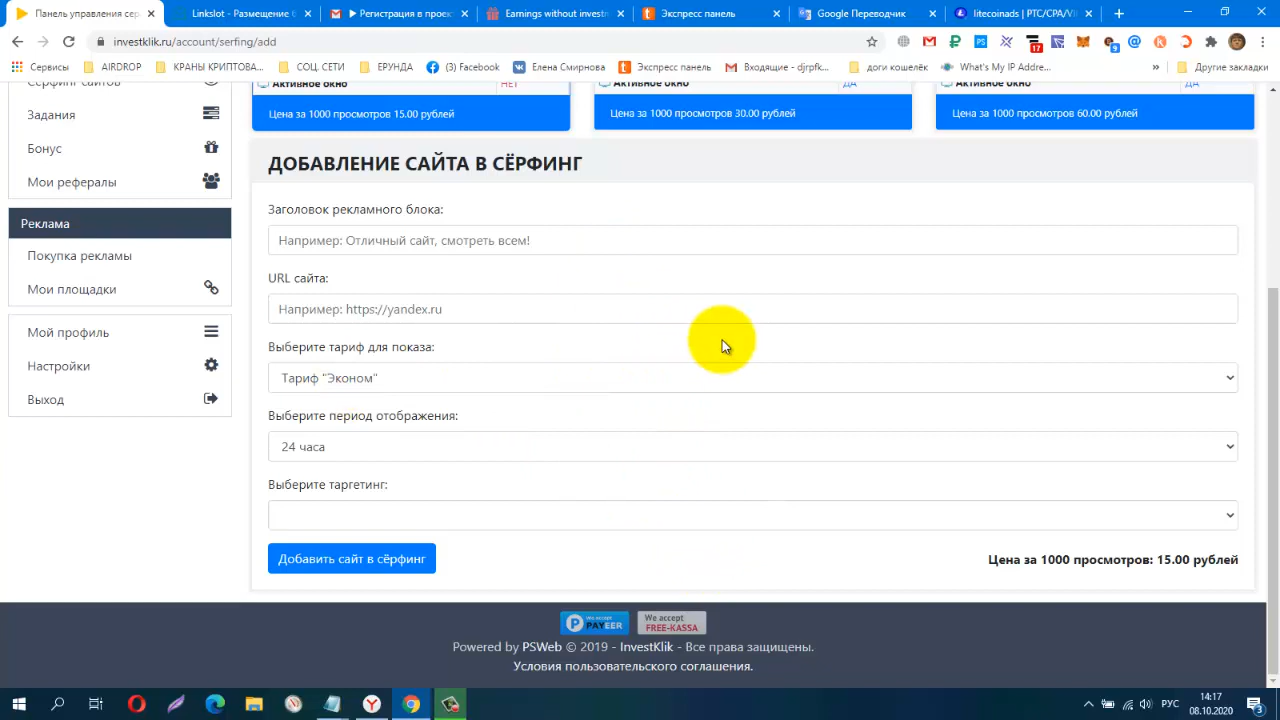 Панель управления сер
Linkslot - Размещение б
Регистрация в проек
Earnings without investm
Экспресс панель
Google Переводчик
litecoinads | PTC/CPA/VI
investklik.ru/account/serfing/add
17
9
Сервисы
AIRDROP
КРАНЫ КРИПТОВА...
СОЦ. СЕТИ
ЕРУНДА
(3) Facebook
Елена Смирнова
Экспресс панель
Входящие - djrpfk...
доги кошелёк
What's My IP Addre...
»
Другие закладки
Серфинг сайтов
Задания
Бонус
Мои рефералы
Реклама
Покупка рекламы
Мои площадки
Мой профиль
Настройки
Выход
Активное окно
НЕТ
Активное окно
ДА
Активное окно
ДА
Цена за 1000 просмотров 15.00 рублей
Цена за 1000 просмотров 30.00 рублей
Цена за 1000 просмотров 60.00 рублей
ДОБАВЛЕНИЕ САЙТА В СЁРФИНГ
Заголовок рекламного блока:
Например: Отличный сайт, смотреть всем!
URL сайта:
Например: https://yandex.ru
Выберите тариф для показа:
Тариф "Эконом"
Выберите период отображения:
24 часа
Выберите таргетинг:
Добавить сайт в сёрфинг
Цена за 1000 просмотров: 15.00 рублей
We accept
PAYEER
We accept
FREE-KASSA
Powered by PSWeb © 2019 - InvestKlik - Все права защищены.
Условия пользовательского соглашения.
РУС
14:17
08.10.2020
3